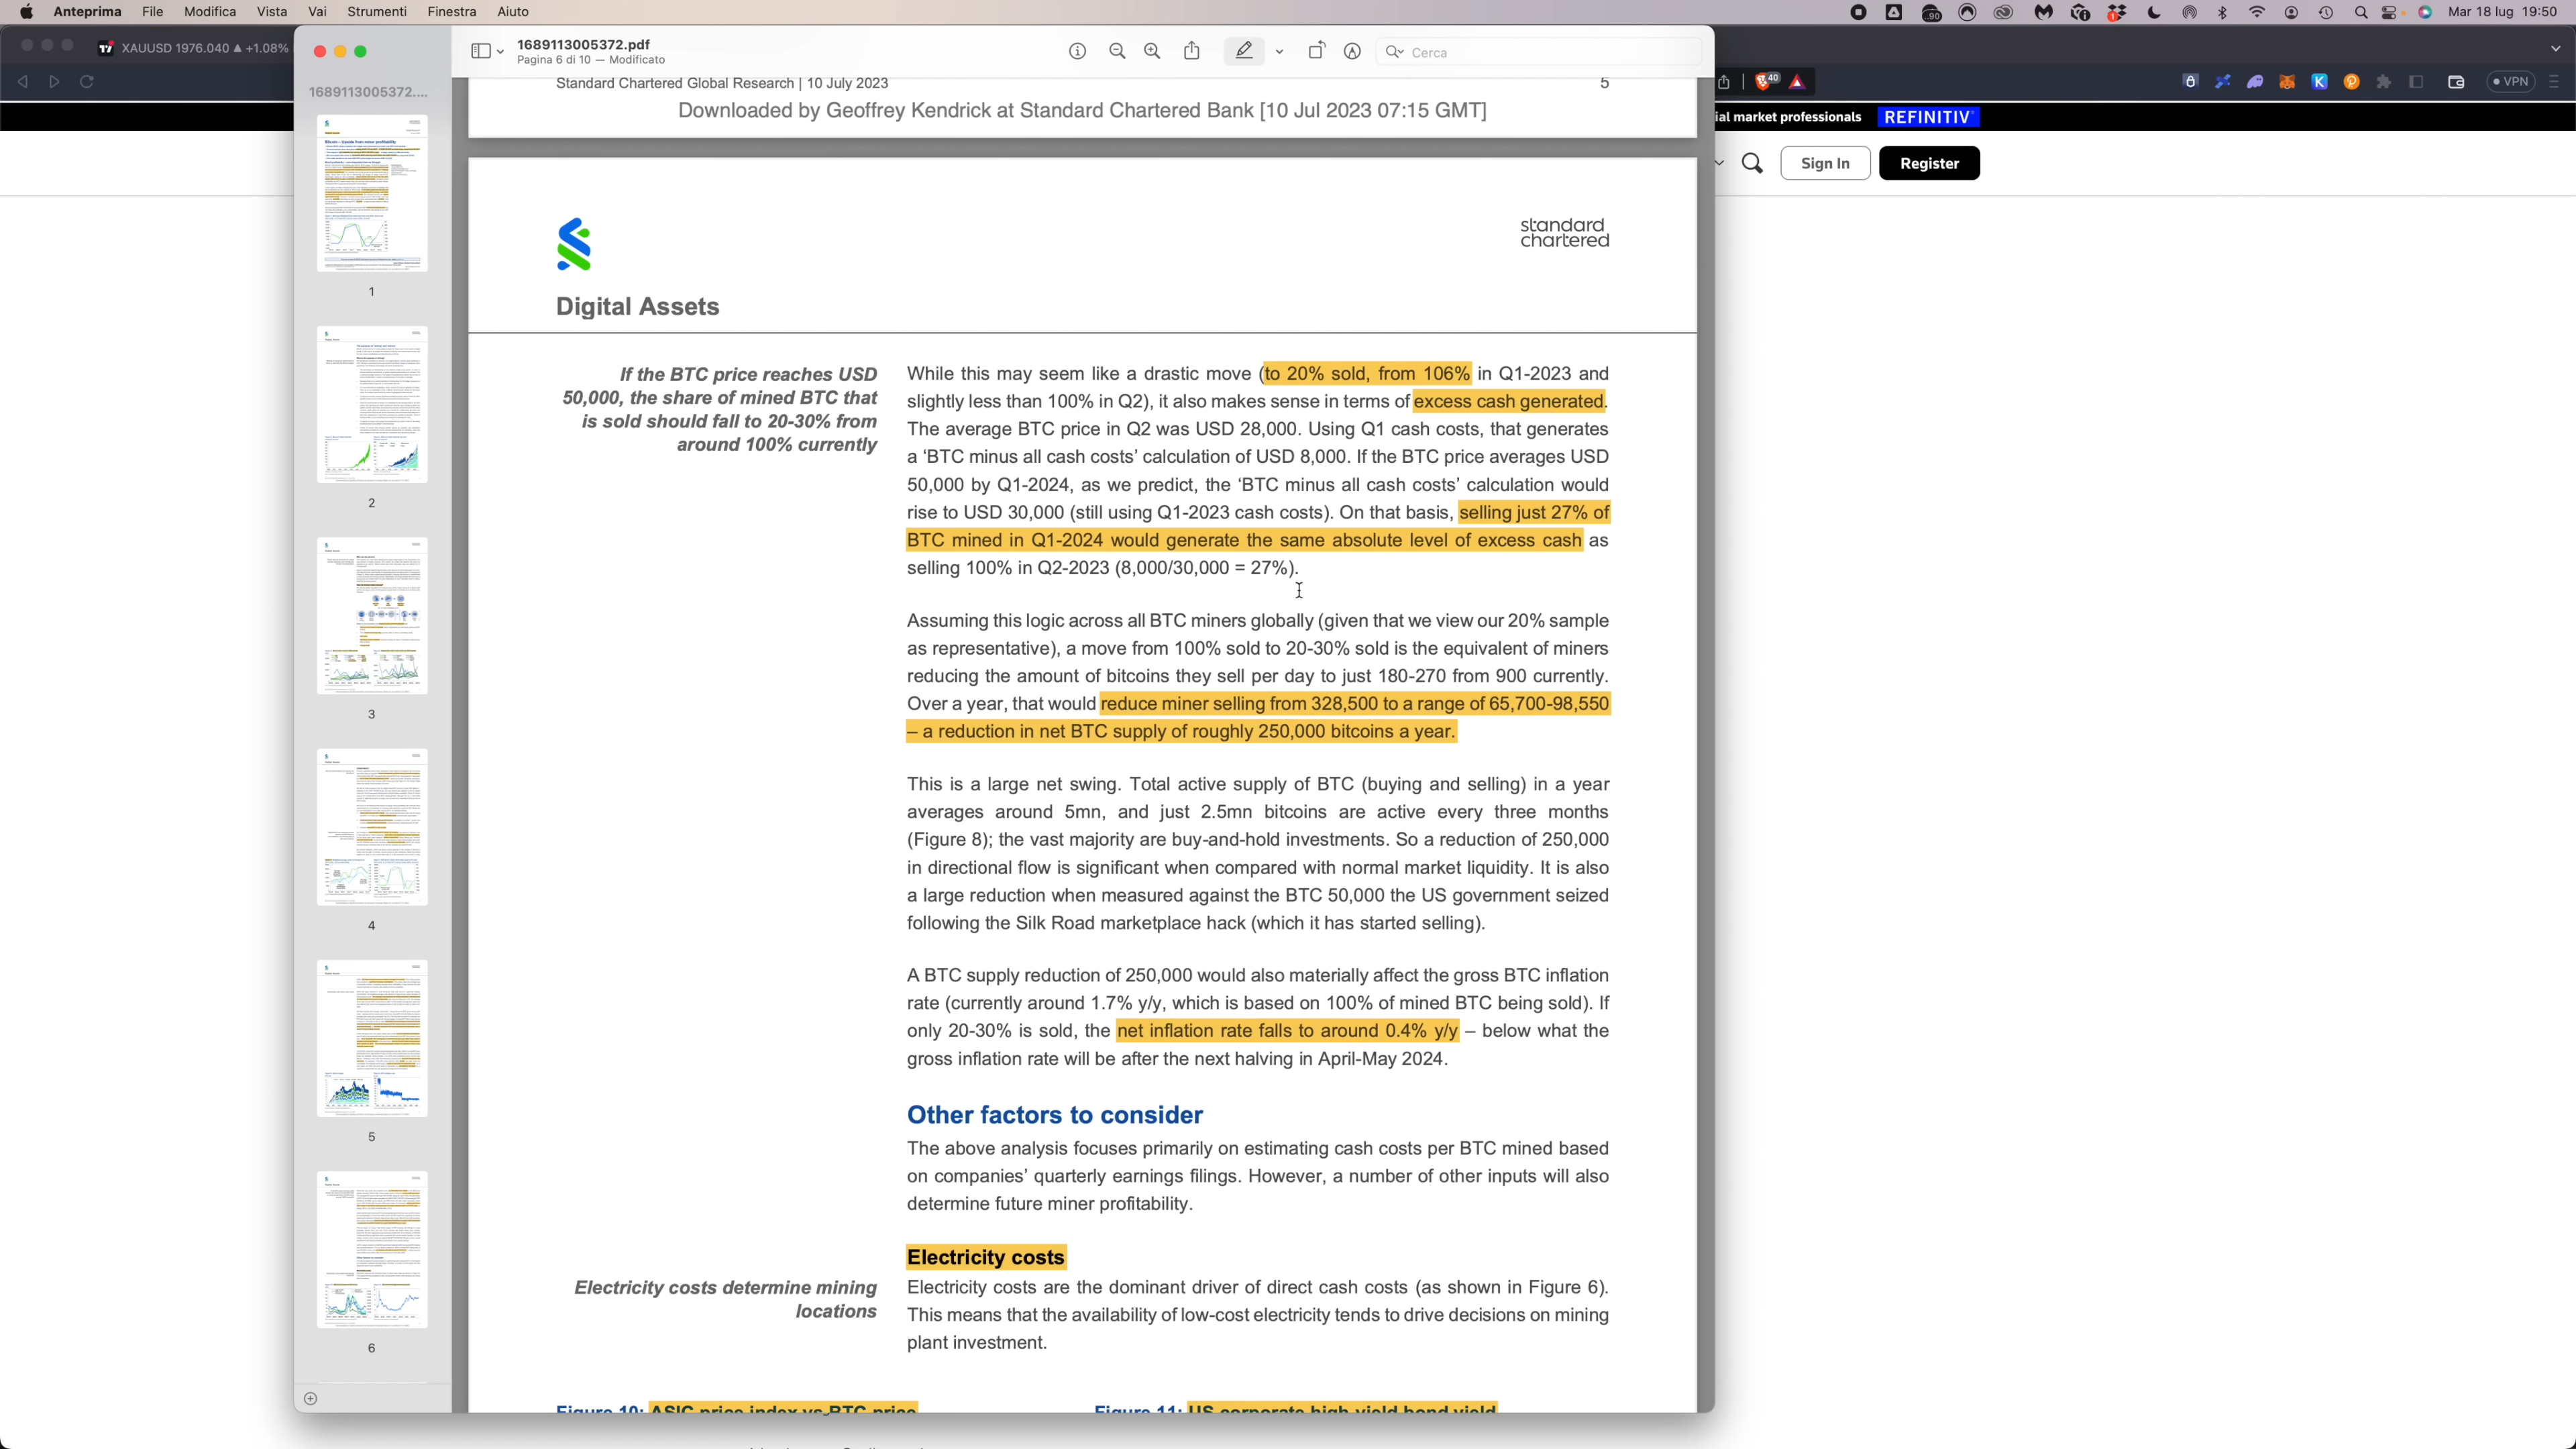 Anteprima File Modifica Vista Vai Strumenti Finestra Aiuto
Mar 18 lug 19:50
XAUUSD 1976.040 ▲ +1.08%
1689113005372.pdf
Pagina 6 di 10 — Modificato
Cerca
1689113005372....
VPN
ial market professionals REFINITIV
Sign In Register
1
2
3
4
5
6
Standard Chartered Global Research | 10 July 2023 5
Downloaded by Geoffrey Kendrick at Standard Chartered Bank [10 Jul 2023 07:15 GMT]
standard
chartered
Digital Assets
If the BTC price reaches USD
50,000, the share of mined BTC that
is sold should fall to 20-30% from
around 100% currently
While this may seem like a drastic move (to 20% sold, from 106% in Q1-2023 and
slightly less than 100% in Q2), it also makes sense in terms of excess cash generated.
The average BTC price in Q2 was USD 28,000. Using Q1 cash costs, that generates
a ‘BTC minus all cash costs’ calculation of USD 8,000. If the BTC price averages USD
50,000 by Q1-2024, as we predict, the ‘BTC minus all cash costs’ calculation would
rise to USD 30,000 (still using Q1-2023 cash costs). On that basis, selling just 27% of
BTC mined in Q1-2024 would generate the same absolute level of excess cash as
selling 100% in Q2-2023 (8,000/30,000 = 27%).
Assuming this logic across all BTC miners globally (given that we view our 20% sample
as representative), a move from 100% sold to 20-30% sold is the equivalent of miners
reducing the amount of bitcoins they sell per day to just 180-270 from 900 currently.
Over a year, that would reduce miner selling from 328,500 to a range of 65,700-98,550
– a reduction in net BTC supply of roughly 250,000 bitcoins a year.
This is a large net swing. Total active supply of BTC (buying and selling) in a year
averages around 5mn, and just 2.5mn bitcoins are active every three months
(Figure 8); the vast majority are buy-and-hold investments. So a reduction of 250,000
in directional flow is significant when compared with normal market liquidity. It is also
a large reduction when measured against the BTC 50,000 the US government seized
following the Silk Road marketplace hack (which it has started selling).
A BTC supply reduction of 250,000 would also materially affect the gross BTC inflation
rate (currently around 1.7% y/y, which is based on 100% of mined BTC being sold). If
only 20-30% is sold, the net inflation rate falls to around 0.4% y/y – below what the
gross inflation rate will be after the next halving in April-May 2024.
Other factors to consider
The above analysis focuses primarily on estimating cash costs per BTC mined based
on companies’ quarterly earnings filings. However, a number of other inputs will also
determine future miner profitability.
Electricity costs
Electricity costs determine mining
locations
Electricity costs are the dominant driver of direct cash costs (as shown in Figure 6).
This means that the availability of low-cost electricity tends to drive decisions on mining
plant investment.
Figure 10: ASIC price index vs BTC price
Figure 11: US corporate high-yield bond yield